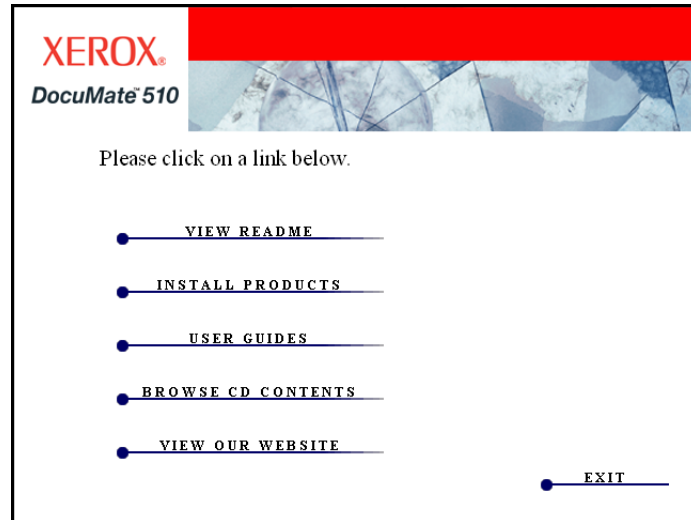 XEROX®
DocuMate™ 510
Please click on a link below.
VIEW README
INSTALL PRODUCTS
USER GUIDES
BROWSE CD CONTENTS
VIEW OUR WEBSITE
EXIT